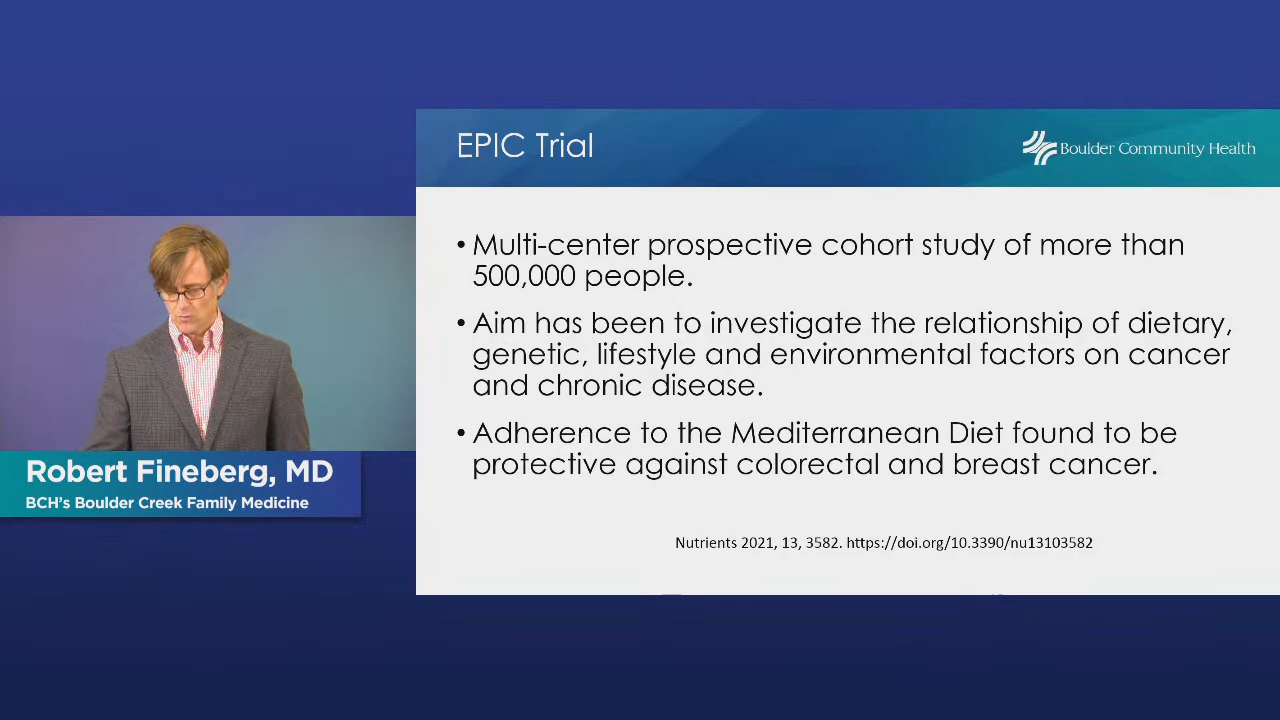 EPIC Trial
Boulder Community Health
• Multi-center prospective cohort study of more than
500,000 people.
• Aim has been to investigate the relationship of dietary,
genetic, lifestyle and environmental factors on cancer
and chronic disease.
• Adherence to the Mediterranean Diet found to be
protective against colorectal and breast cancer.
Nutrients 2021, 13, 3582. https://doi.org/10.3390/nu13103582
Robert Fineberg, MD
BCH's Boulder Creek Family Medicine